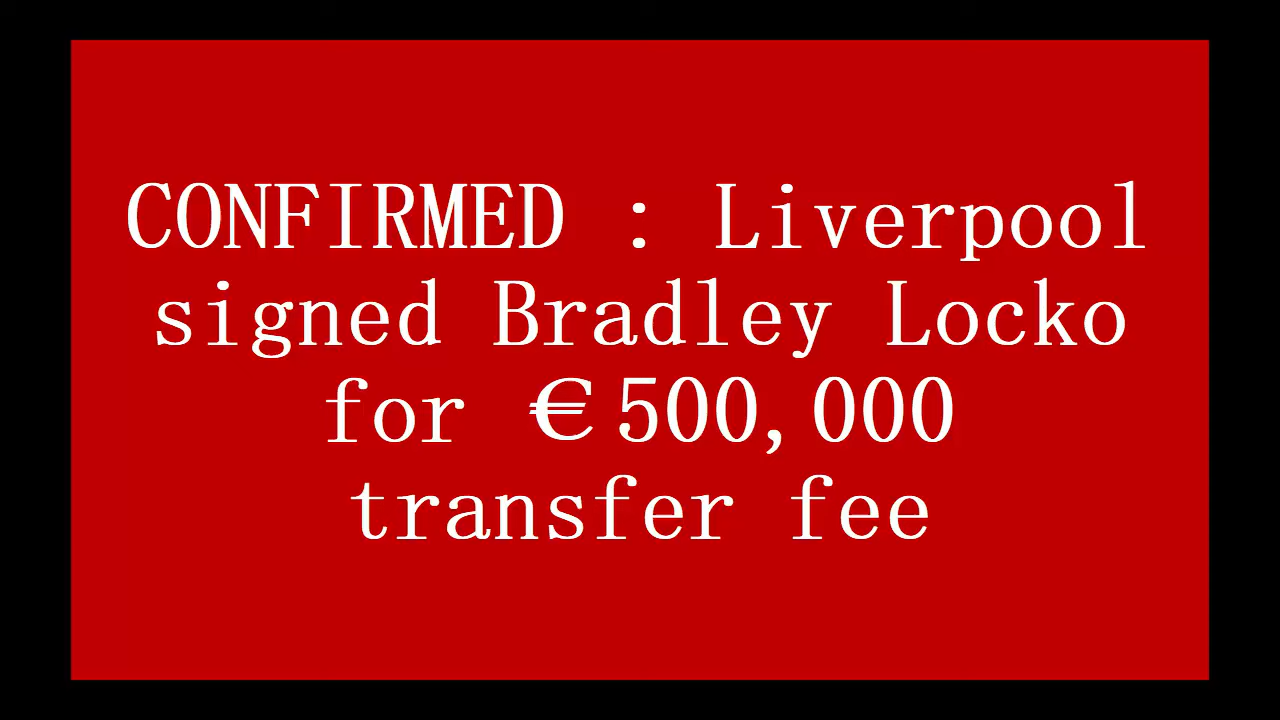 CONFIRMED : Liverpool
signed Bradley Locko
for €500,000
transfer fee